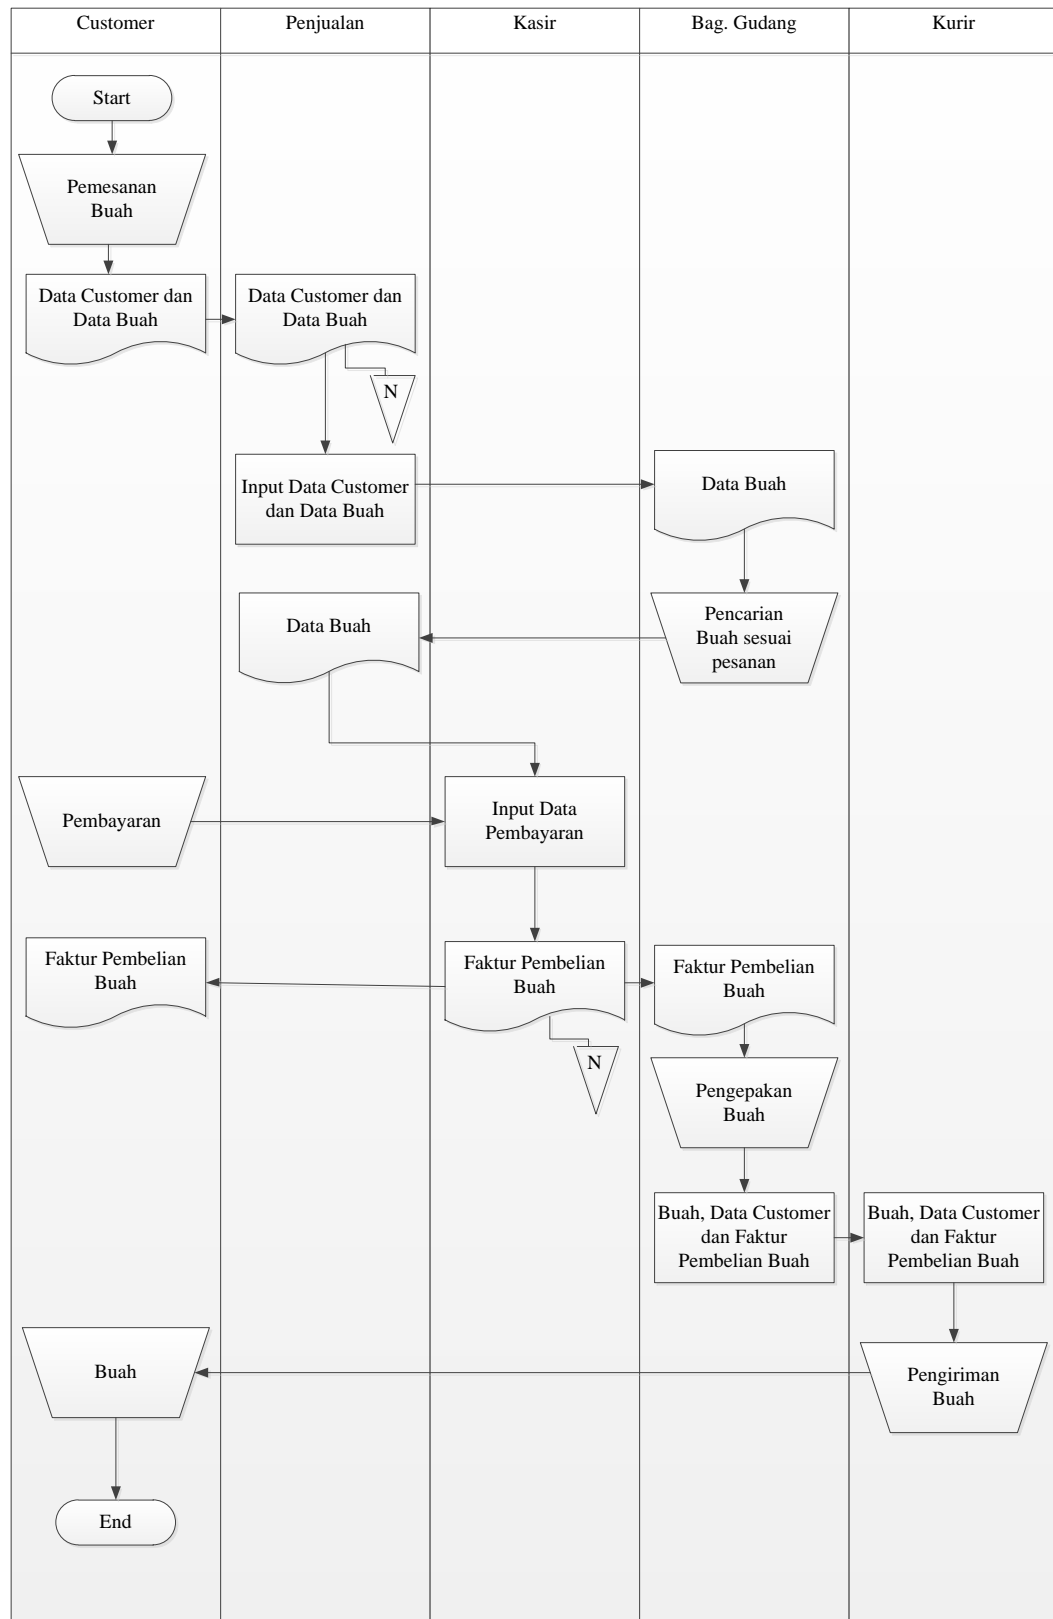 Customer
Penjualan
Kasir
Bag. Gudang
Kurir
Start
Pemesanan
Buah
Data Customer dan
Data Buah
Data Customer dan
Data Buah
N
Input Data Customer
dan Data Buah
Data Buah
Data Buah
Pencarian
Buah sesuai
pesanan
Pembayaran
Input Data
Pembayaran
Faktur Pembelian
Buah
Faktur Pembelian
Buah
Faktur Pembelian
Buah
N
Pengepakan
Buah
Buah, Data Customer
dan Faktur
Pembelian Buah
Buah, Data Customer
dan Faktur
Pembelian Buah
Buah
Pengiriman
Buah
End